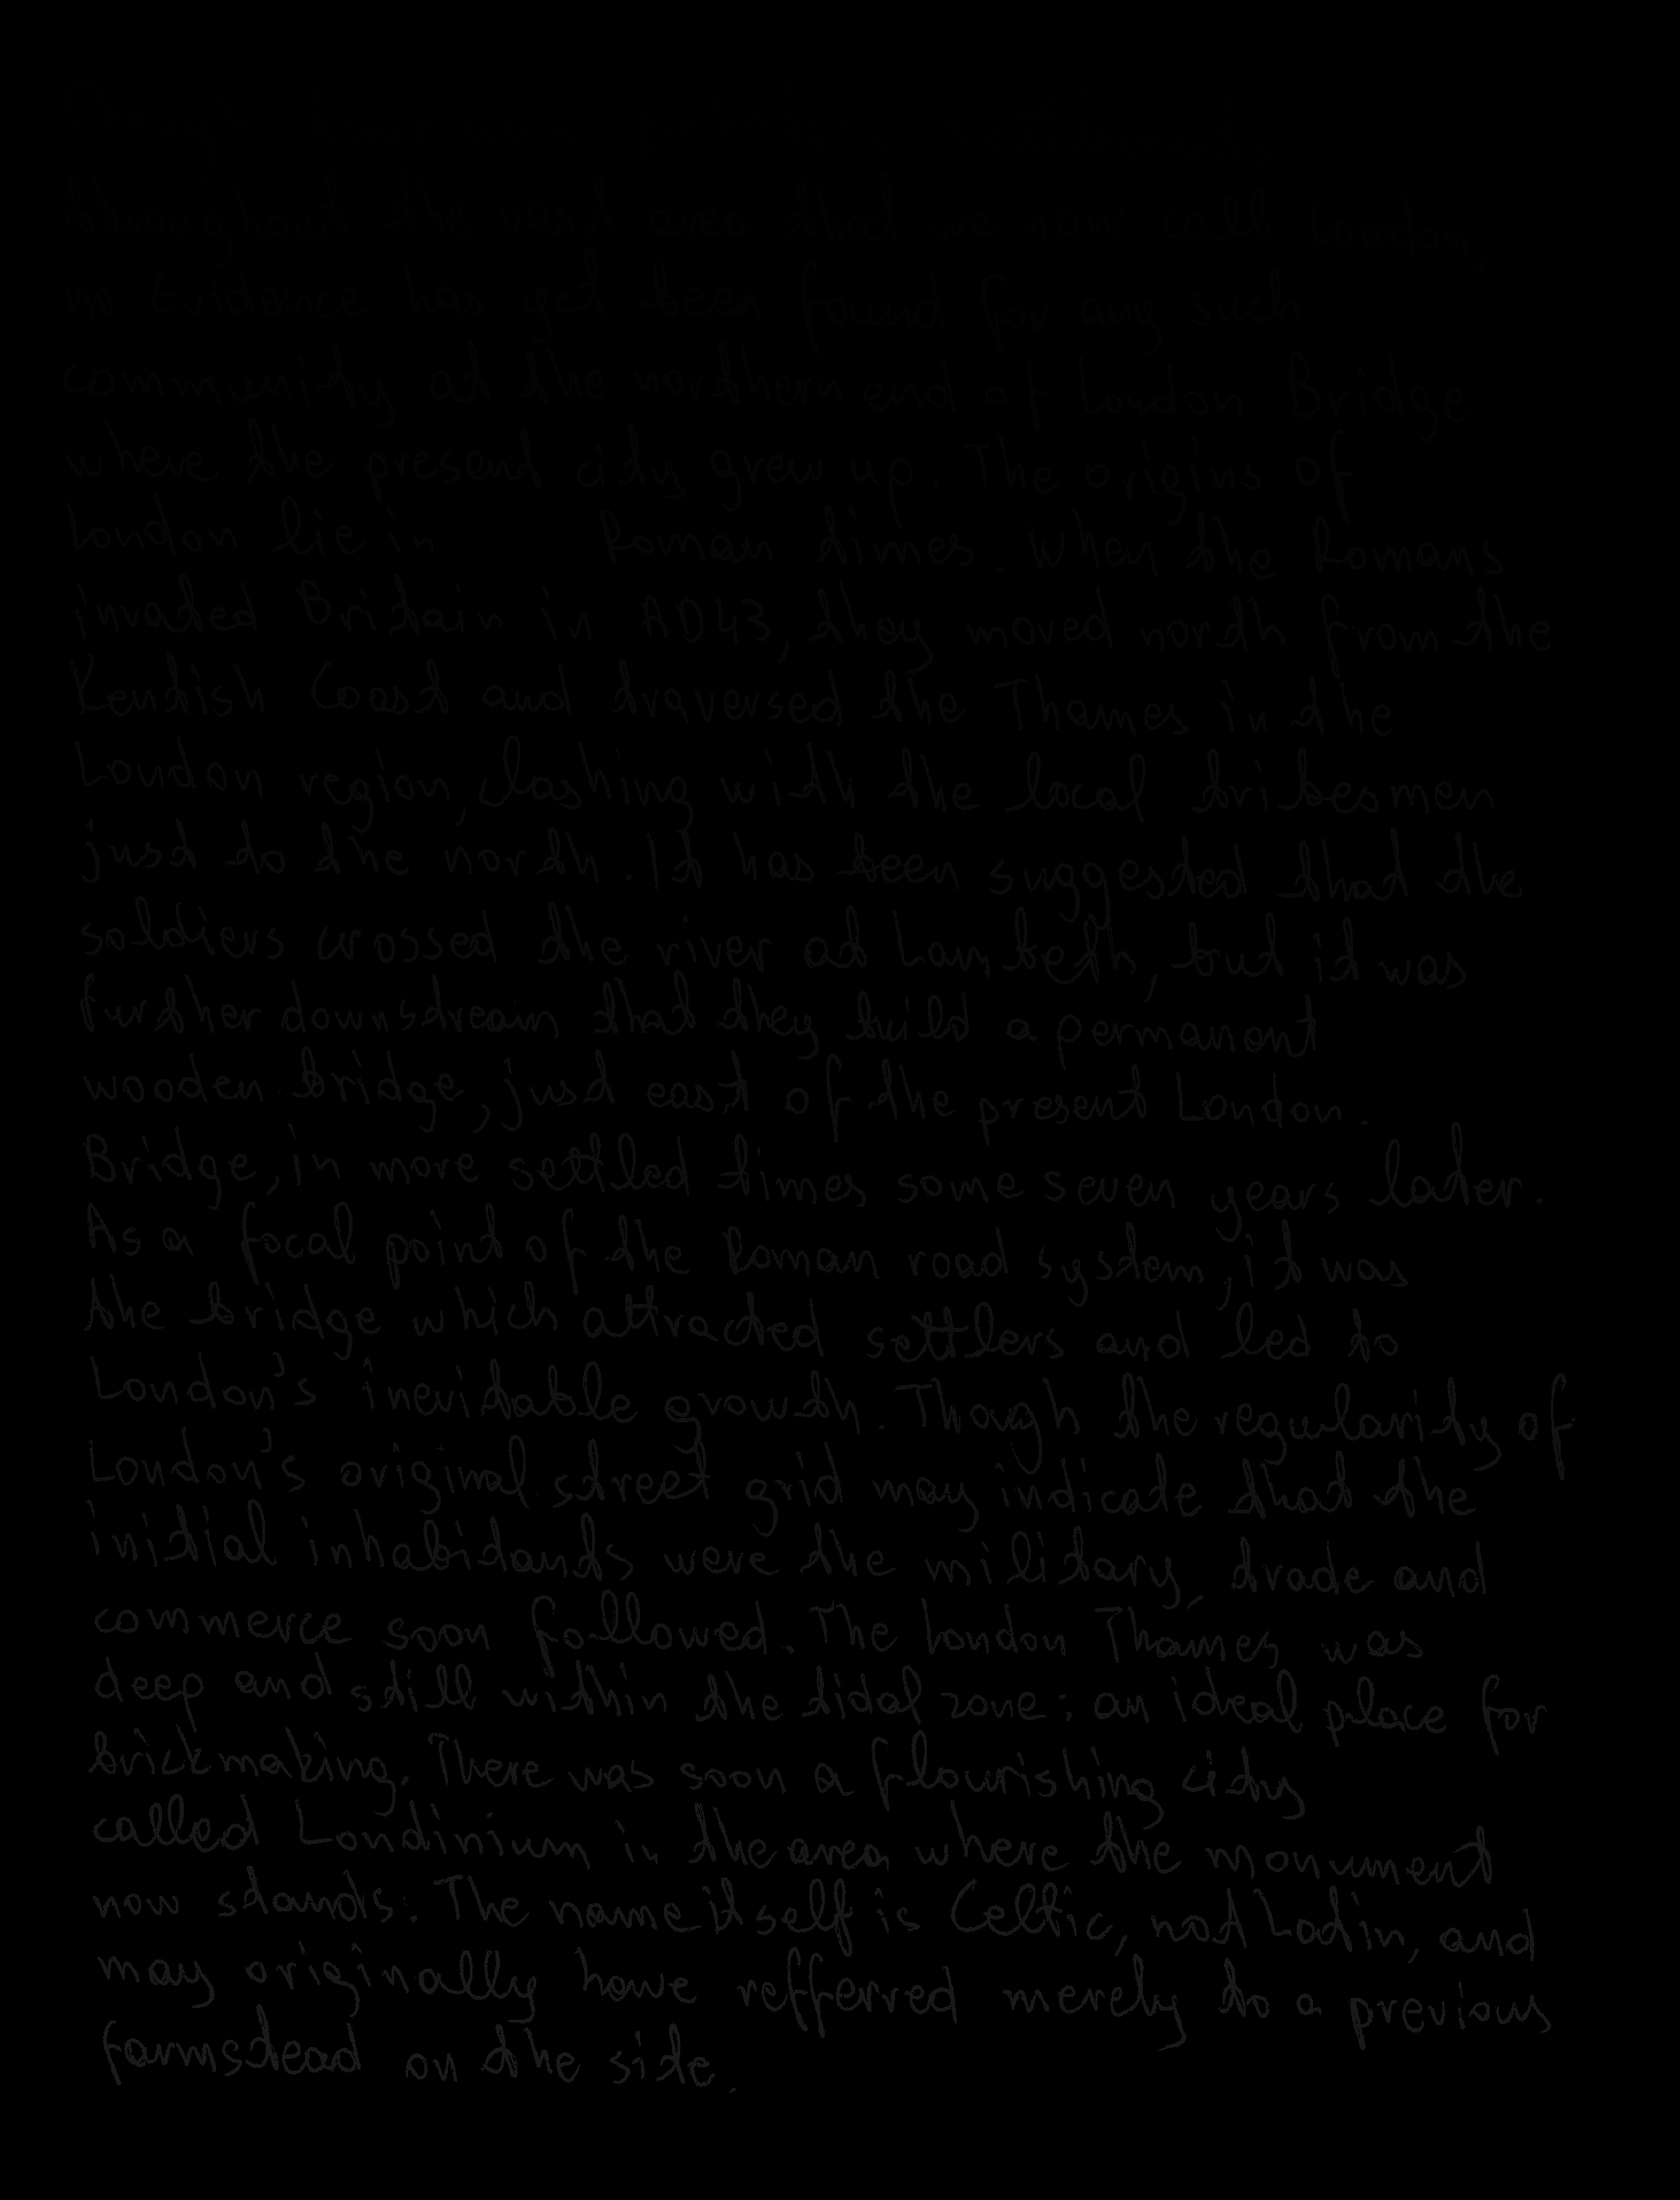 throughout the vast area that we now call London,
no Evidence has yet been found for any such
community at the northern end of London Bridge
where the present city grew up. The origins of
London lie in Roman times. When the Romans
invated Britain in AD43, they moved north from the
Kentish Coast and traversed the Thames in the
London region, clashing with the local tribesmen
just to the north. It has been suggested that the
soldiers crossed the river at Lambeth, but it was
further downstream that they build a permanent
wooden bridge, just east of the present London.
Bridge, in more settled times some seven years later.
As a focal point of the Roman road system, it was
the bridge which attracted settlers and led to
London's inevitable growth. Though the regularity of
London's original street grid may indicate that the
initial inhabitants were the military, trade and
commerce soon followed. The London Thames was
deep and still within the tidal zone: an ideal place for
brickmaking. There was soon a flourishing city
called Londinium in the area where the monument
now stands. The name itself is Celtic, not Latin, and
may originally have refferred merely to a previous
farmstead on the site.